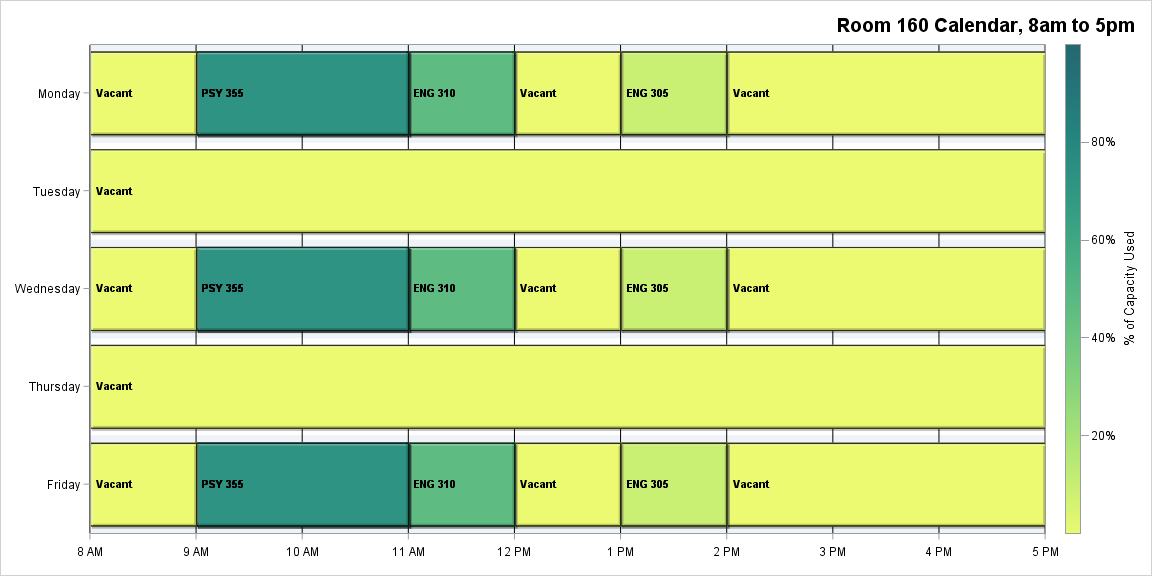 Room 160 Calendar, 8am to 5pm
Monday
Vacant
PSY 355
ENG 310
Vacant
ENG 305
Vacant
Tuesday
Vacant
Wednesday
Vacant
PSY 355
ENG 310
Vacant
ENG 305
Vacant
Thursday
Vacant
Friday
Vacant
PSY 355
ENG 310
Vacant
ENG 305
Vacant
8 AM
9 AM
10 AM
11 AM
12 PM
1 PM
2 PM
3 PM
4 PM
5 PM
80%
60%
40%
20%
% of Capacity Used